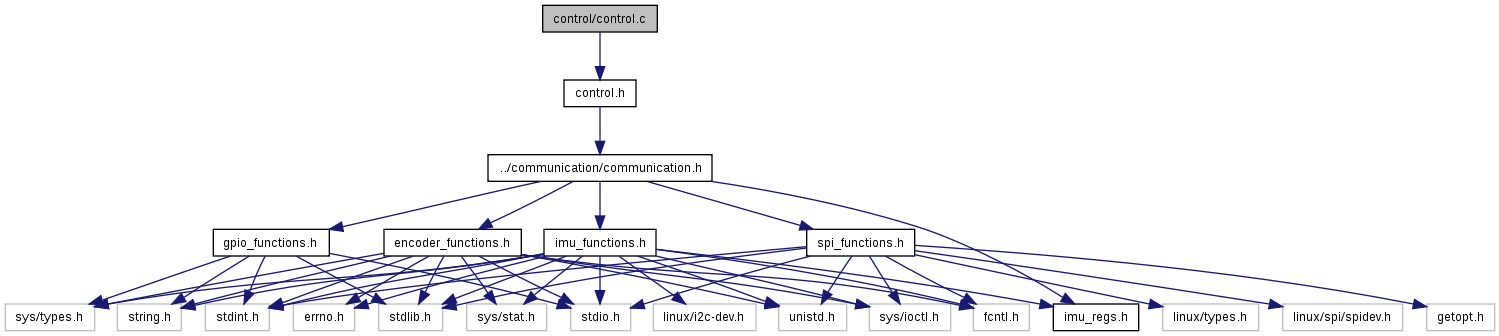 control/control.c
control.h
../communication/communication.h
gpio_functions.h
encoder_functions.h
imu_functions.h
spi_functions.h
sys/types.h
string.h
stdint.h
errno.h
stdlib.h
sys/stat.h
stdio.h
linux/i2c-dev.h
unistd.h
sys/ioctl.h
fcntl.h
imu_regs.h
linux/types.h
linux/spi/spidev.h
getopt.h